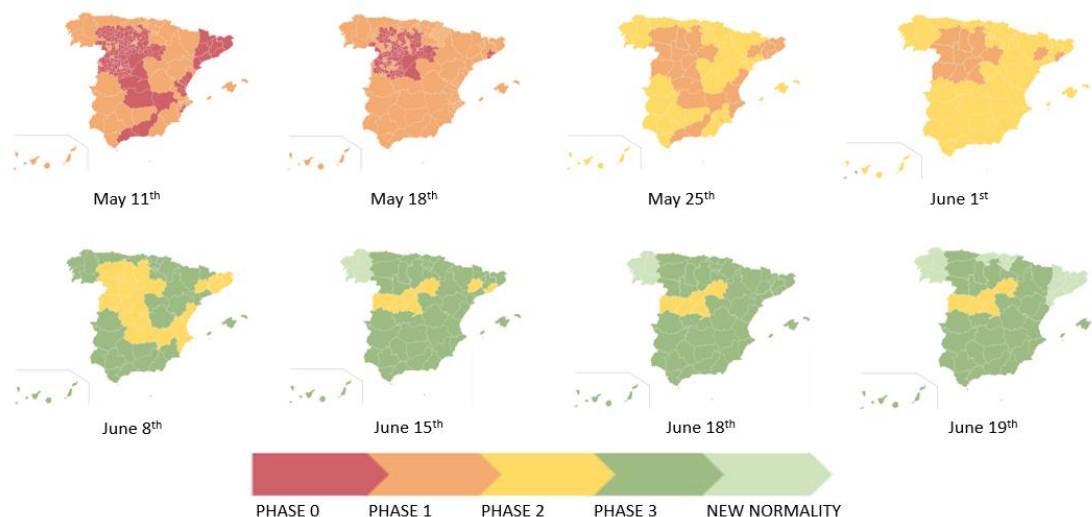 May 11th May 18th May 25th June 1st
June 8th June 15th June 18th June 19th
PHASE 0 PHASE 1 PHASE 2 PHASE 3 NEW NORMALITY